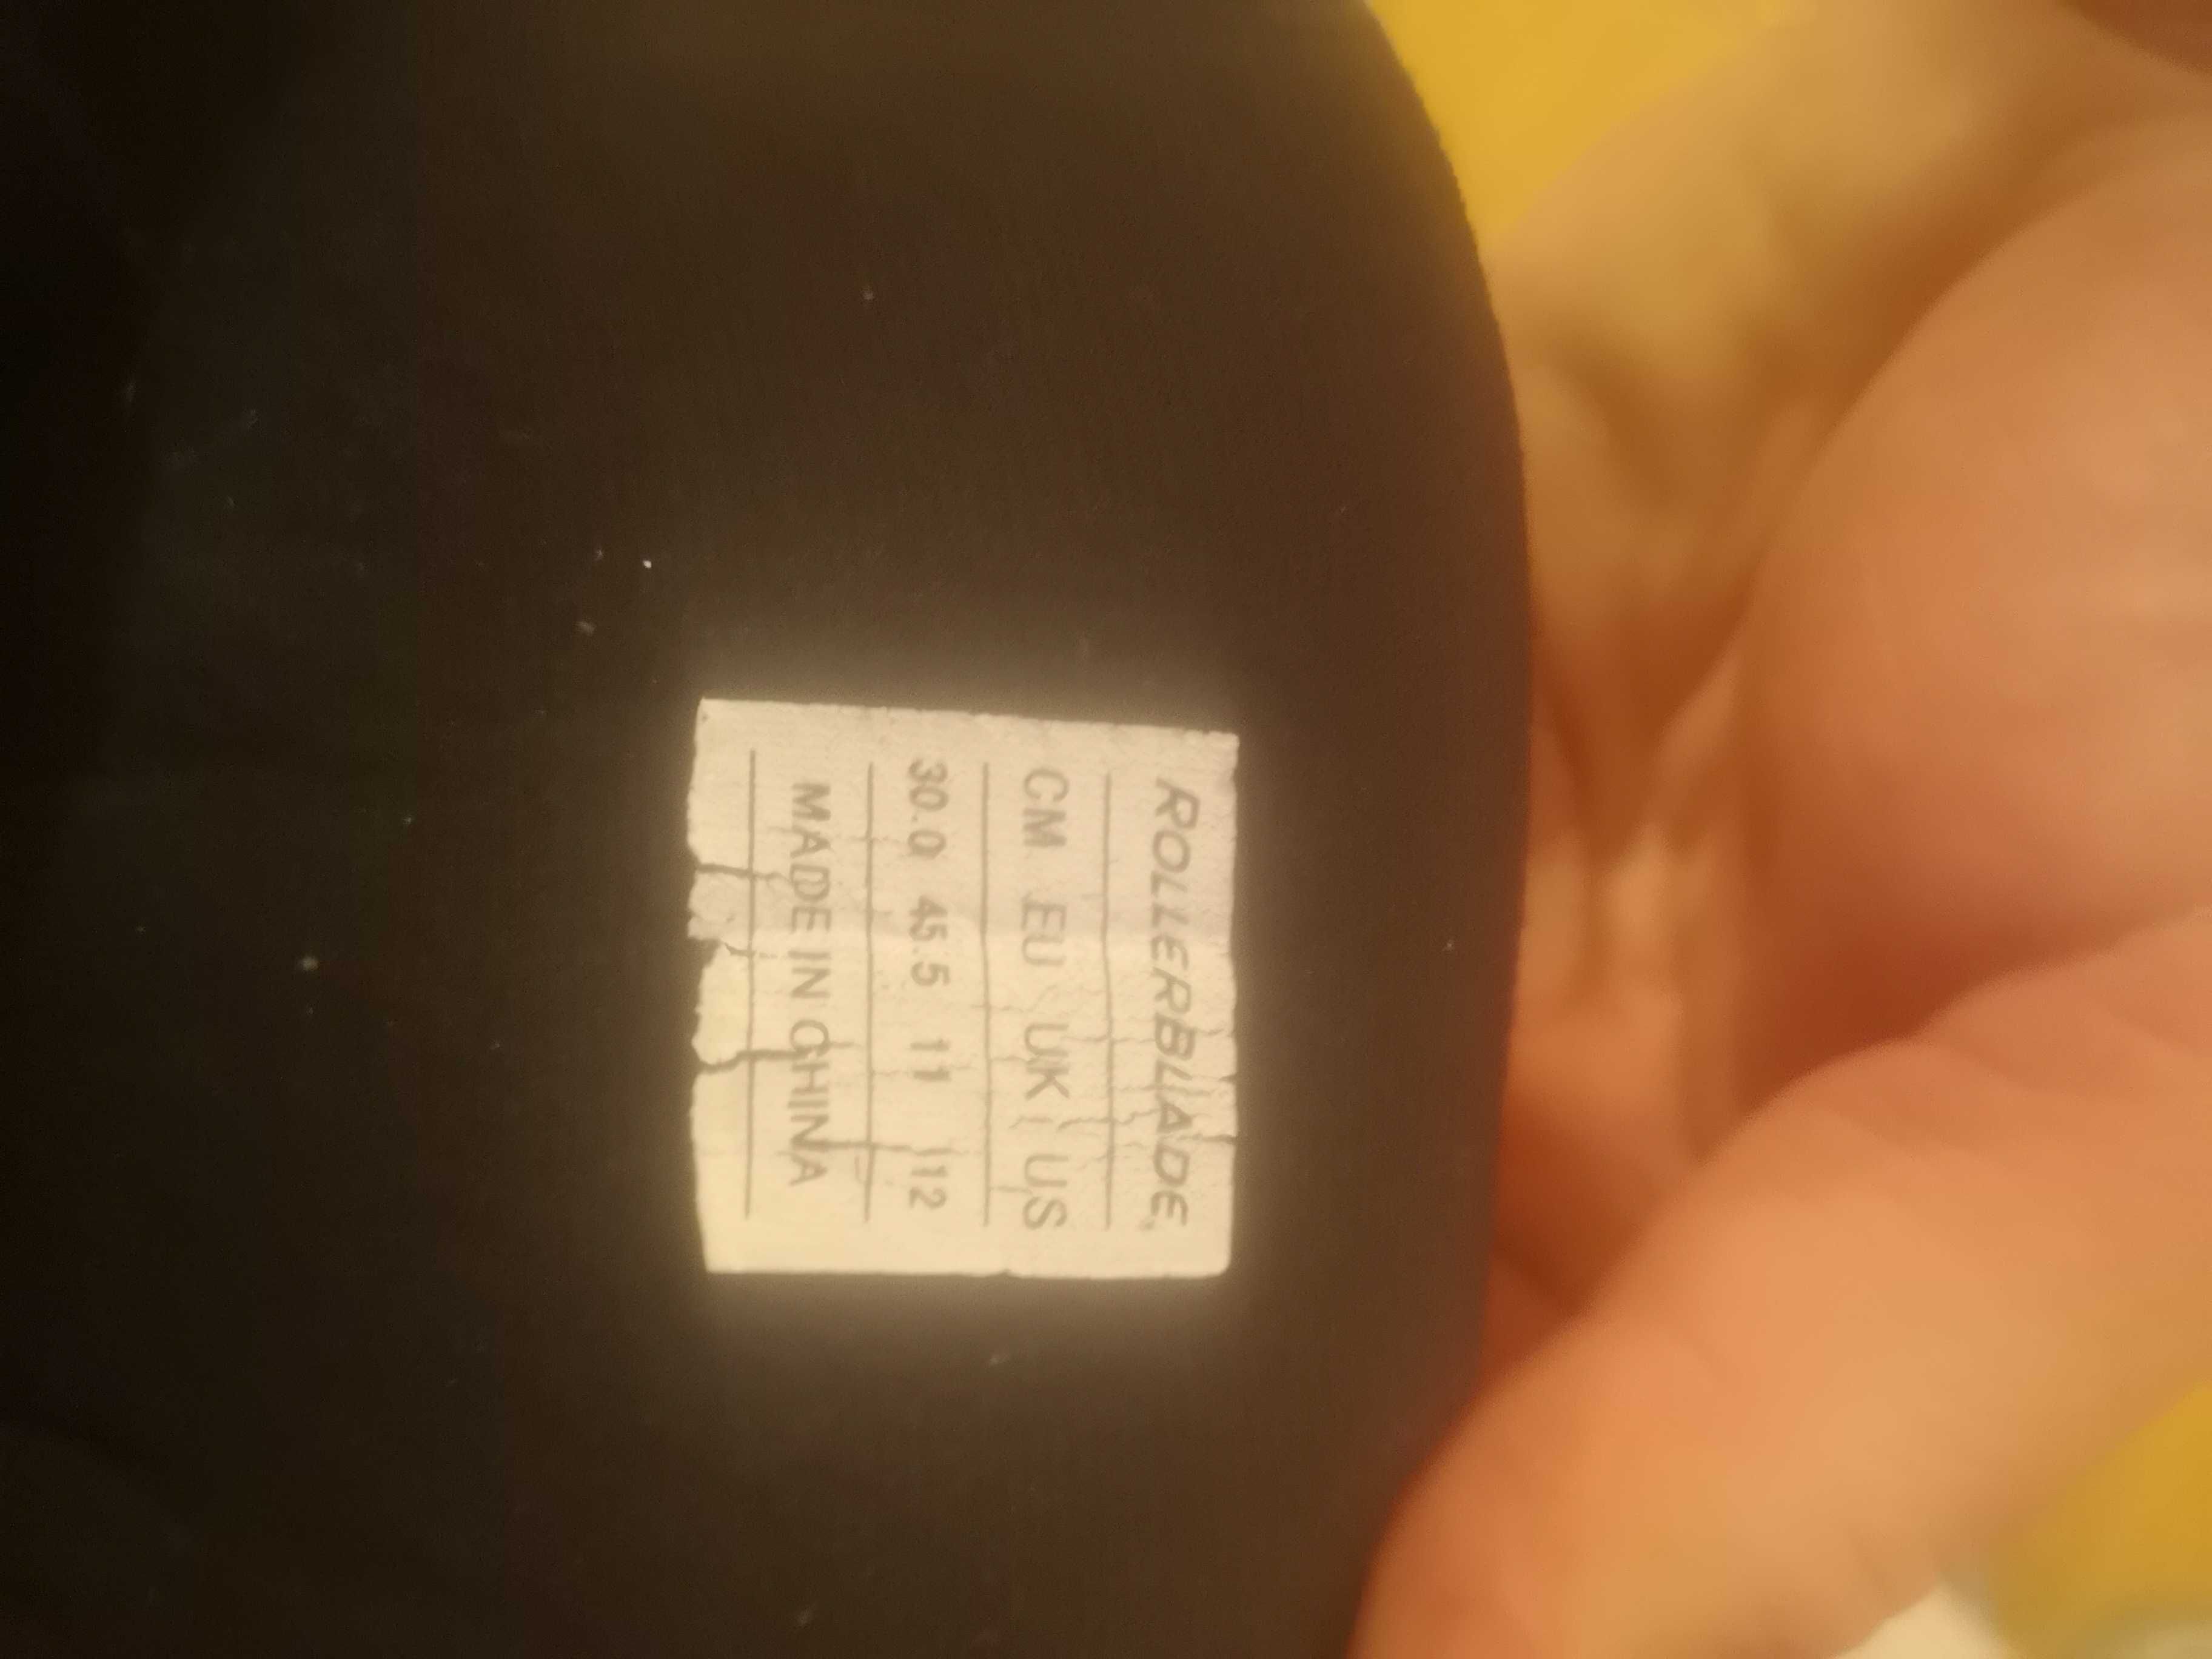 ROLLERBLADE
CM EU UK US
30.0 45.5 11 12
MADE IN CHINA